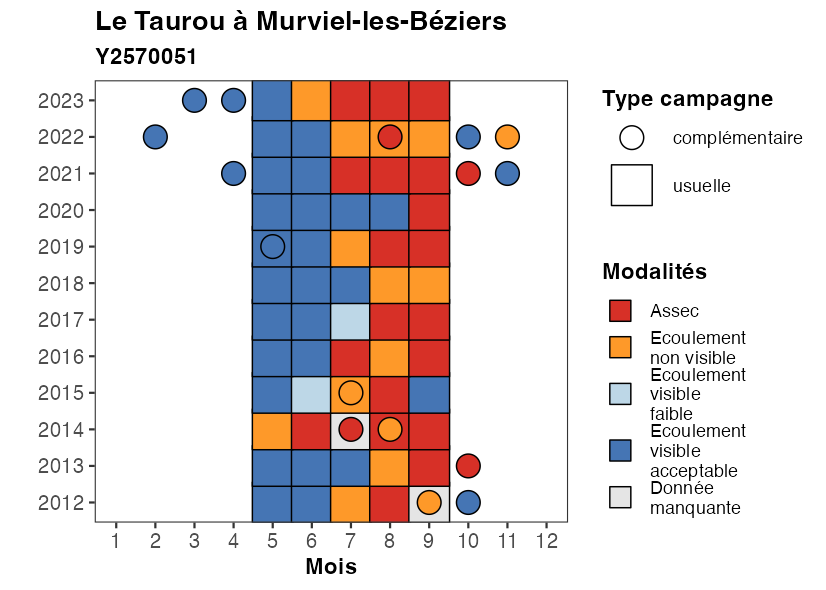 Le Taurou à Murviel-les-Béziers
Y2570051
2023
2022
2021
2020
2019
2018
2017
2016
2015
2014
2013
2012
1 2 3 4 5 6 7 8 9 10 11 12
Mois
Type campagne
complémentaire
usuelle
Modalités
Assec
Ecoulement
non visible
Ecoulement
visible
faible
Ecoulement
visible
acceptable
Donnée
manquante